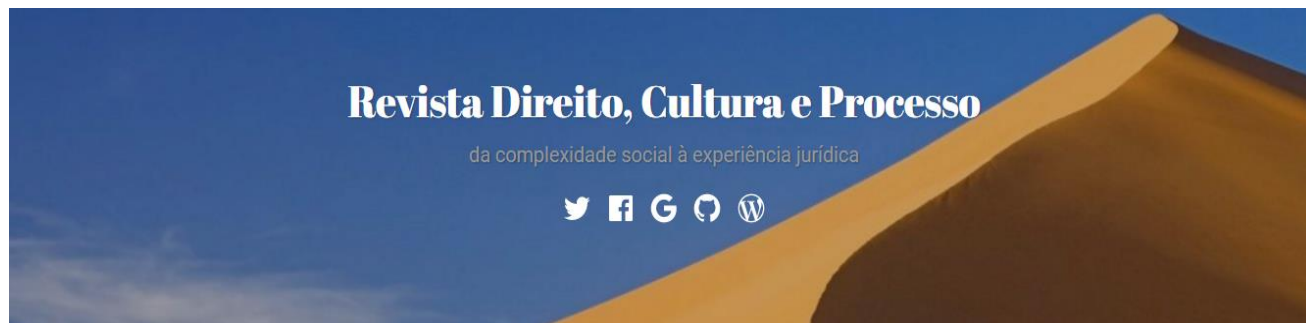 Revista Direito, Cultura e Processo
da complexidade social à experiência jurídica